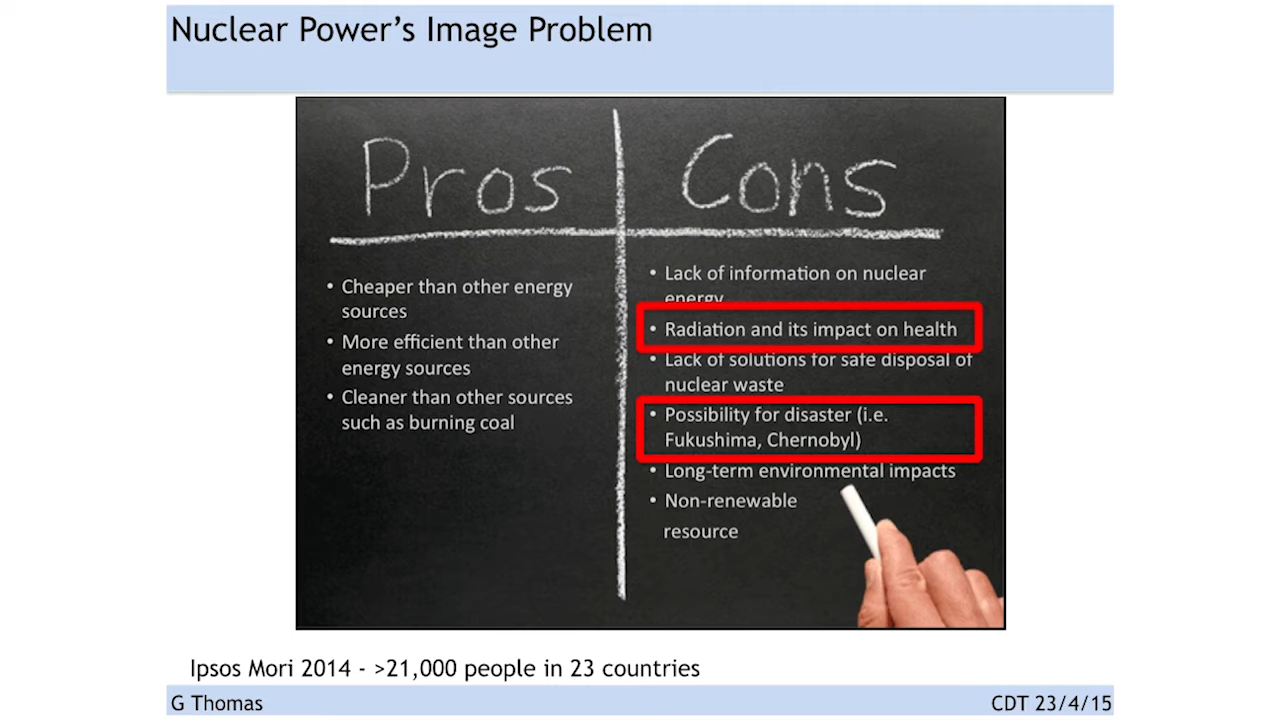 Nuclear Power’s Image Problem
Pros
Cons
• Cheaper than other energy
sources
• More efficient than other
energy sources
• Cleaner than other sources
such as burning coal
• Lack of information on nuclear
energy
• Radiation and its impact on health
• Lack of solutions for safe disposal of
nuclear waste
• Possibility for disaster (i.e.
Fukushima, Chernobyl)
• Long-term environmental impacts
• Non-renewable
resource
Ipsos Mori 2014 - >21,000 people in 23 countries
G Thomas
CDT 23/4/15